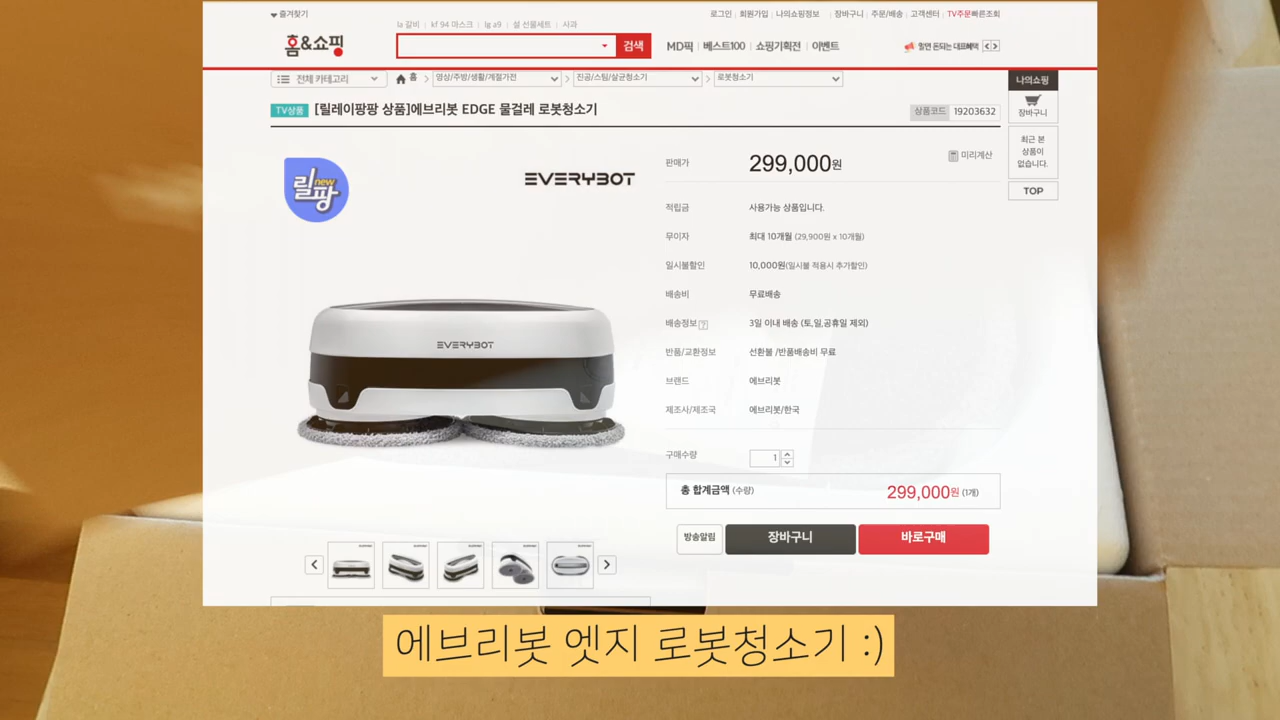 즐겨찾기
로그인 | 회원가입 | 나의쇼핑정보 | 장바구니 | 주문/배송 | 고객센터 | TV주문빠른조회
la 갈비 | kf 94 마스크 | lg a9 | 설 선물세트 | 사과
홈&쇼핑
검색
MD픽 | 베스트100 | 쇼핑기획전 | 이벤트
알면 돈되는 대표혜택
전체 카테고리
홈 > 영상/주방/생활/계절가전 > 진공/스팀/살균청소기 > 로봇청소기
나의쇼핑
장바구니
최근 본
상품이
없습니다.
TOP
TV상품 [릴레이팡팡 상품]에브리봇 EDGE 물걸레 로봇청소기
상품코드 19203632
릴팡 new
EVERYBOT
EVERYBOT
판매가 299,000원
미리계산
적립금 사용가능 상품입니다.
무이자 최대 10개월 (29,900원 x 10개월)
일시불할인 10,000원(일시불 적용시 추가할인)
배송비 무료배송
배송정보 ? 3일 이내 배송 (토,일,공휴일 제외)
반품/교환정보 선환불 /반품배송비 무료
브랜드 에브리봇
제조사/제조국 에브리봇/한국
구매수량 1
총 합계금액 (수량) 299,000원 (1개)
방송알림 장바구니 바로구매
에브리봇 엣지 로봇청소기 :)